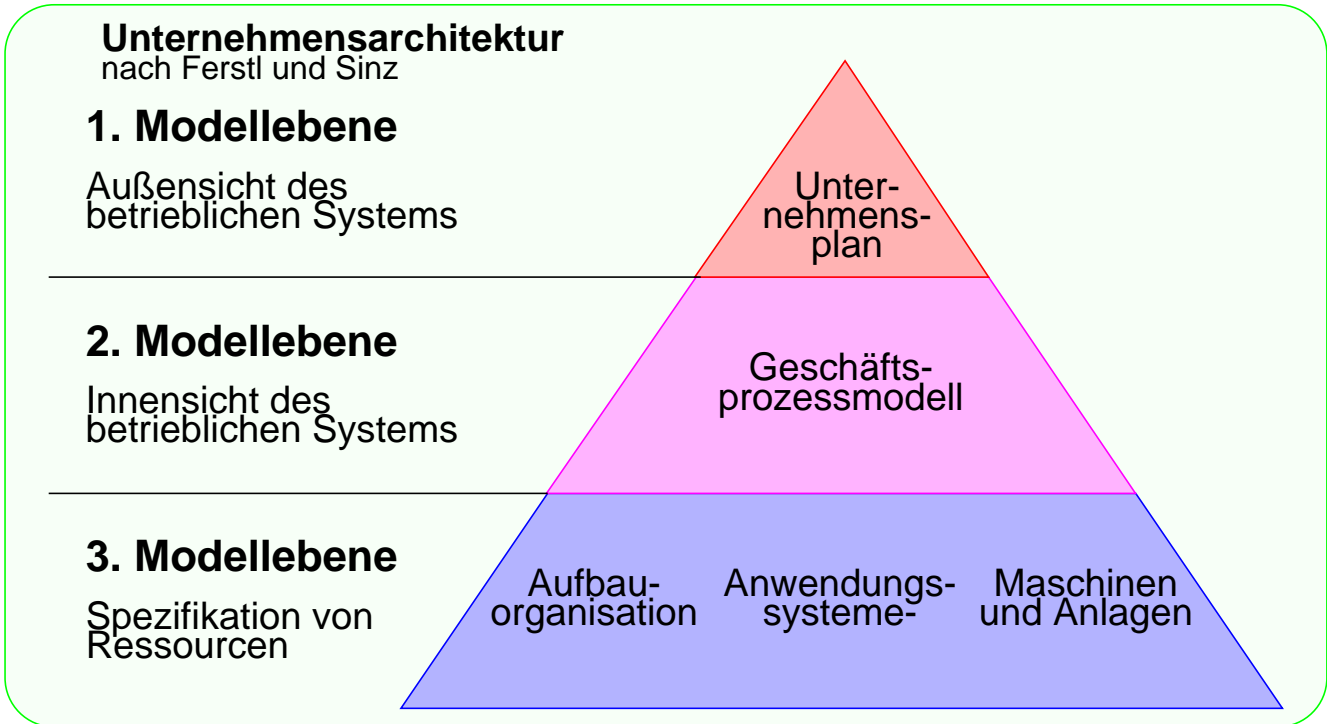 Unternehmensarchitektur
nach Ferstl und Sinz
1. Modellebene
Außensicht des
betrieblichen Systems
Unter-
nehmens-
plan
2. Modellebene
Innensicht des
betrieblichen Systems
Geschäfts-
prozessmodell
3. Modellebene
Spezifikation von
Ressourcen
Aufbau-
organisation
Anwendungs-
systeme-
Maschinen
und Anlagen